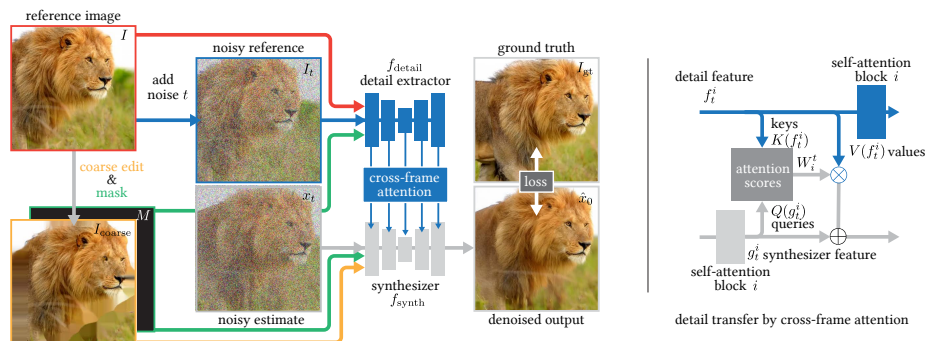 reference image
I
add
noise t
noisy reference
I_t
f_detail
detail extractor
ground truth
I_gt
coarse edit
&
mask
M
I_coarse
x_t
noisy estimate
cross-frame
attention
synthesizer
f_synth
loss
x̂_0
denoised output
detail feature
f_t^i
self-attention
block i
keys
K(f_t^i)
V(f_t^i) values
attention
scores
W_i^t
Q(g_t^i)
queries
g_t^i synthesizer feature
self-attention
block i
detail transfer by cross-frame attention